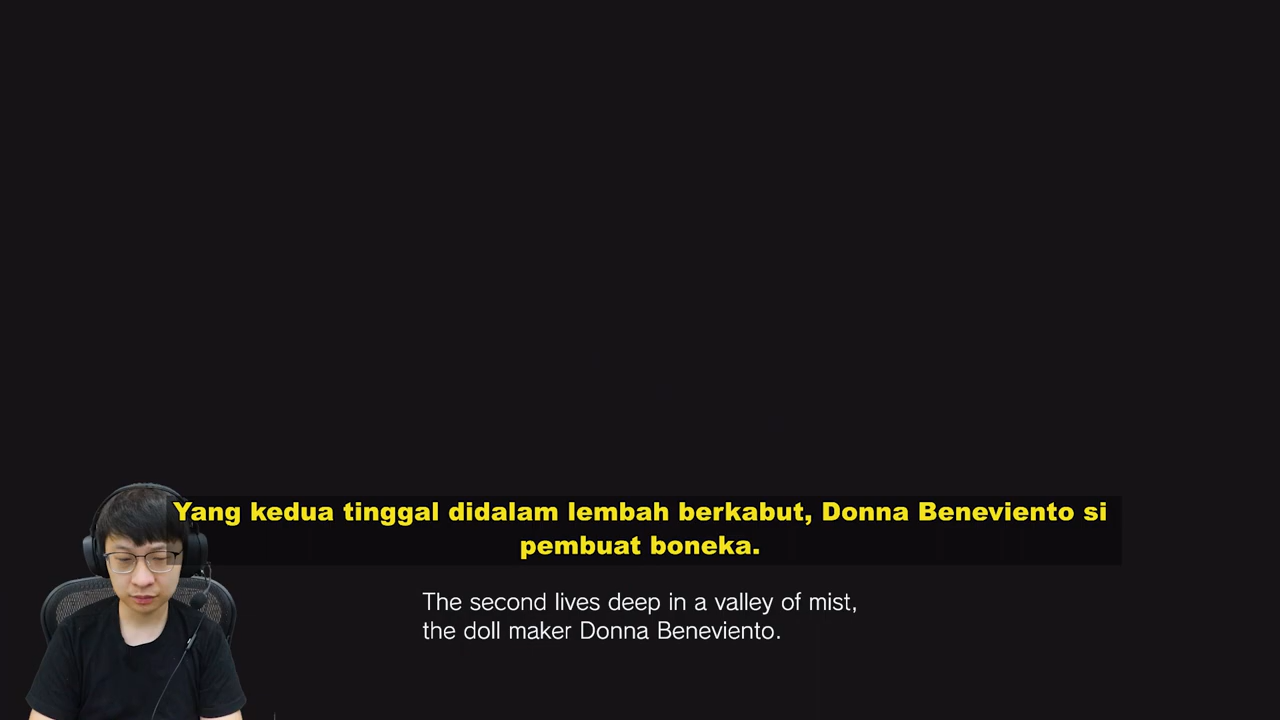 Yang kedua tinggal didalam lembah berkabut, Donna Beneviento si
pembuat boneka.
The second lives deep in a valley of mist,
the doll maker Donna Beneviento.